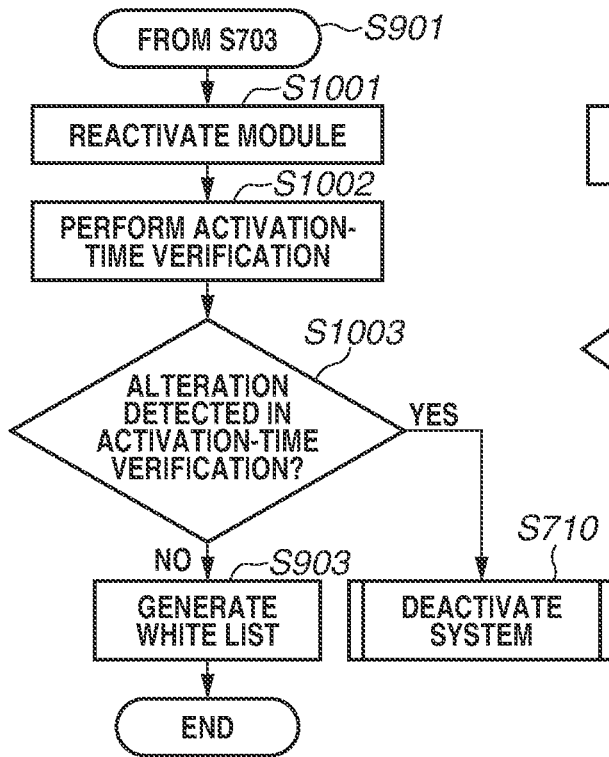 FROM S703
S901
S1001
REACTIVATE MODULE
S1002
PERFORM ACTIVATION-
TIME VERIFICATION
S1003
ALTERATION
DETECTED IN
ACTIVATION-TIME
VERIFICATION?
YES
NO
S903
S710
GENERATE
WHITE LIST
DEACTIVATE
SYSTEM
END